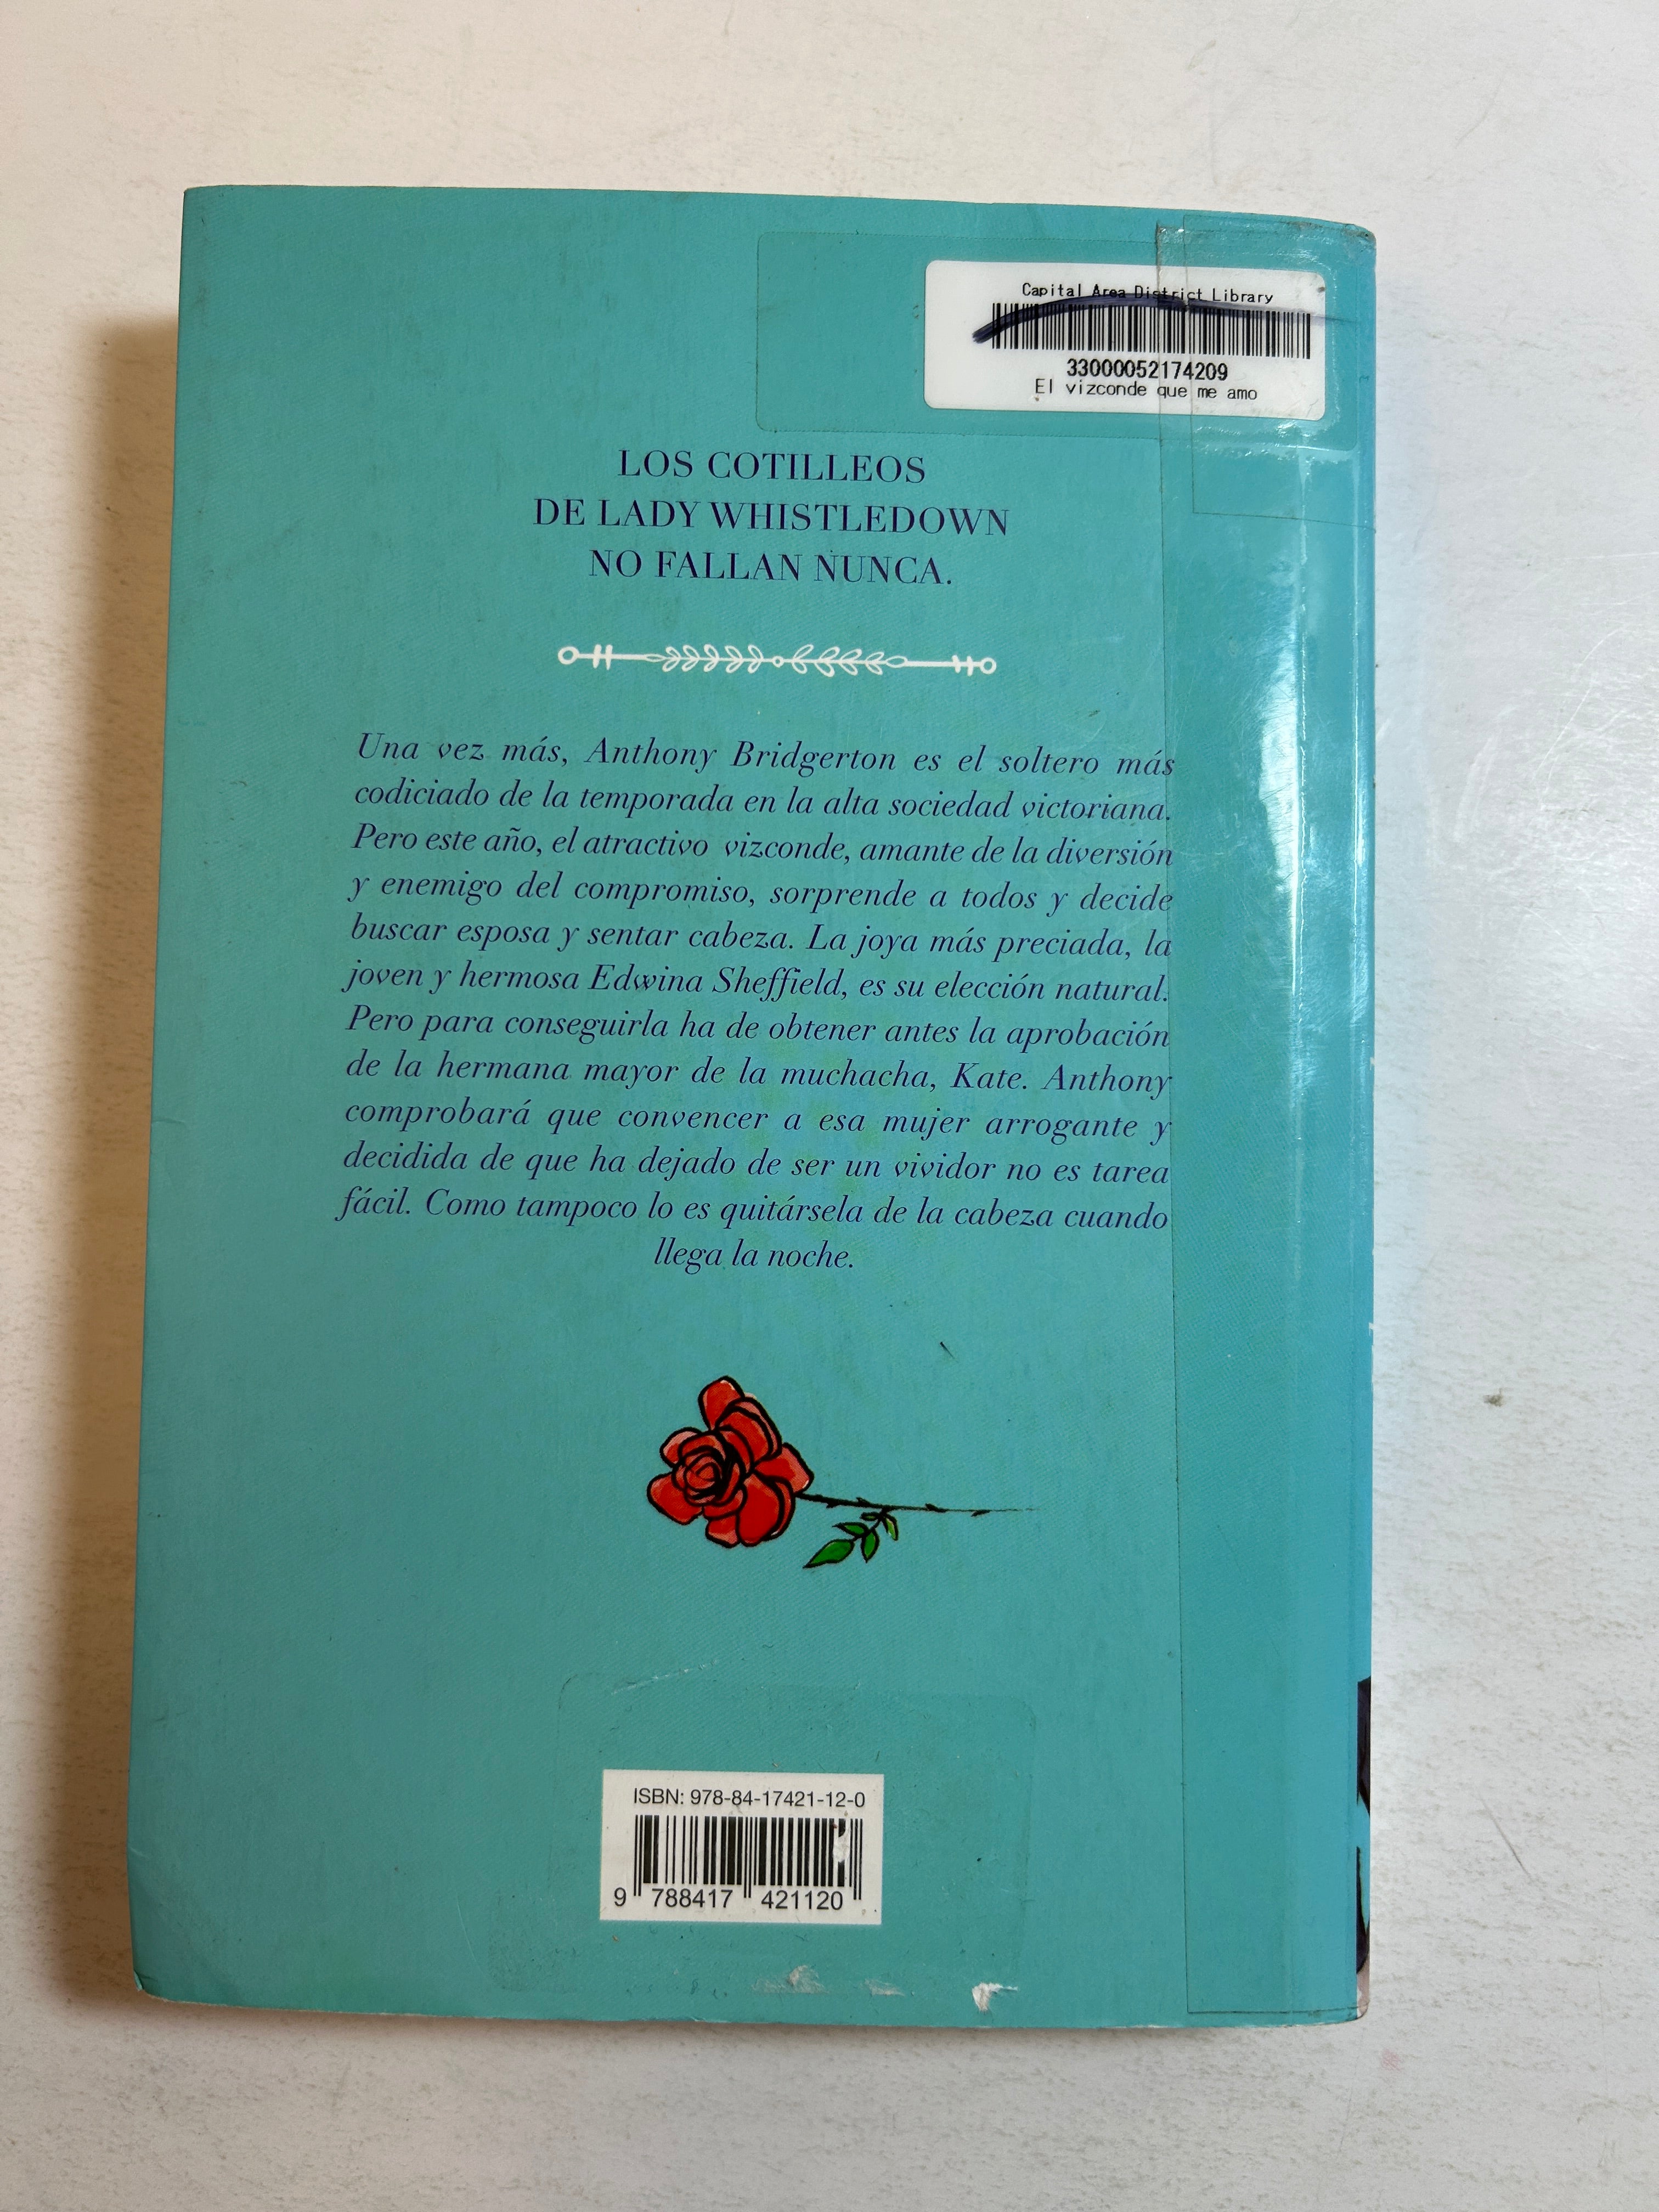 Capital Area District Library
33000052174209
El vizconde que me amo
LOS COTILLEOS
DE LADY WHISTLEDOWN
NO FALLAN NUNCA.
Una vez más, Anthony Bridgerton es el soltero más
codiciado de la temporada en la alta sociedad victoriana.
Pero este año, el atractivo vizconde, amante de la diversión
y enemigo del compromiso, sorprende a todos y decide
buscar esposa y sentar cabeza. La joya más preciada, la
joven y hermosa Edwina Sheffield, es su elección natural.
Pero para conseguirla ha de obtener antes la aprobación
de la hermana mayor de la muchacha, Kate. Anthony
comprobará que convencer a esa mujer arrogante y
decidida de que ha dejado de ser un vividor no es tarea
fácil. Como tampoco lo es quitársela de la cabeza cuando
llega la noche.
ISBN: 978-84-17421-12-0
9 788417 421120